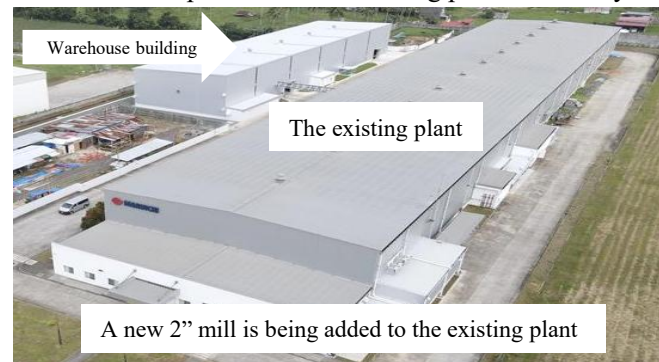 Warehouse building
The existing plant
A new 2” mill is being added to the existing plant